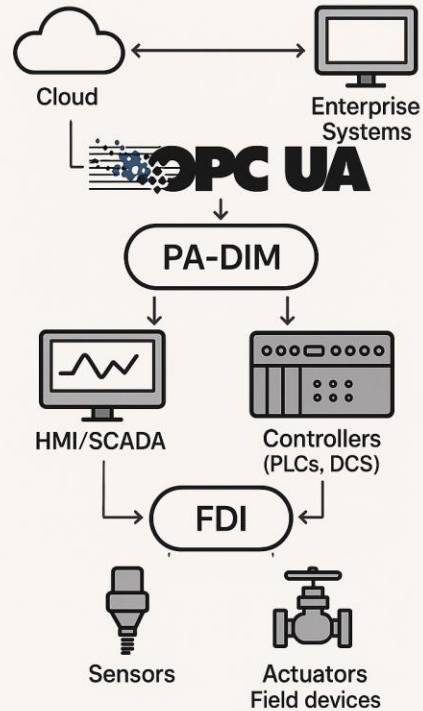 Cloud
Enterprise
Systems
OPC UA
PA-DIM
HMI/SCADA
Controllers
(PLCs, DCS)
FDI
Sensors
Actuators
Field devices